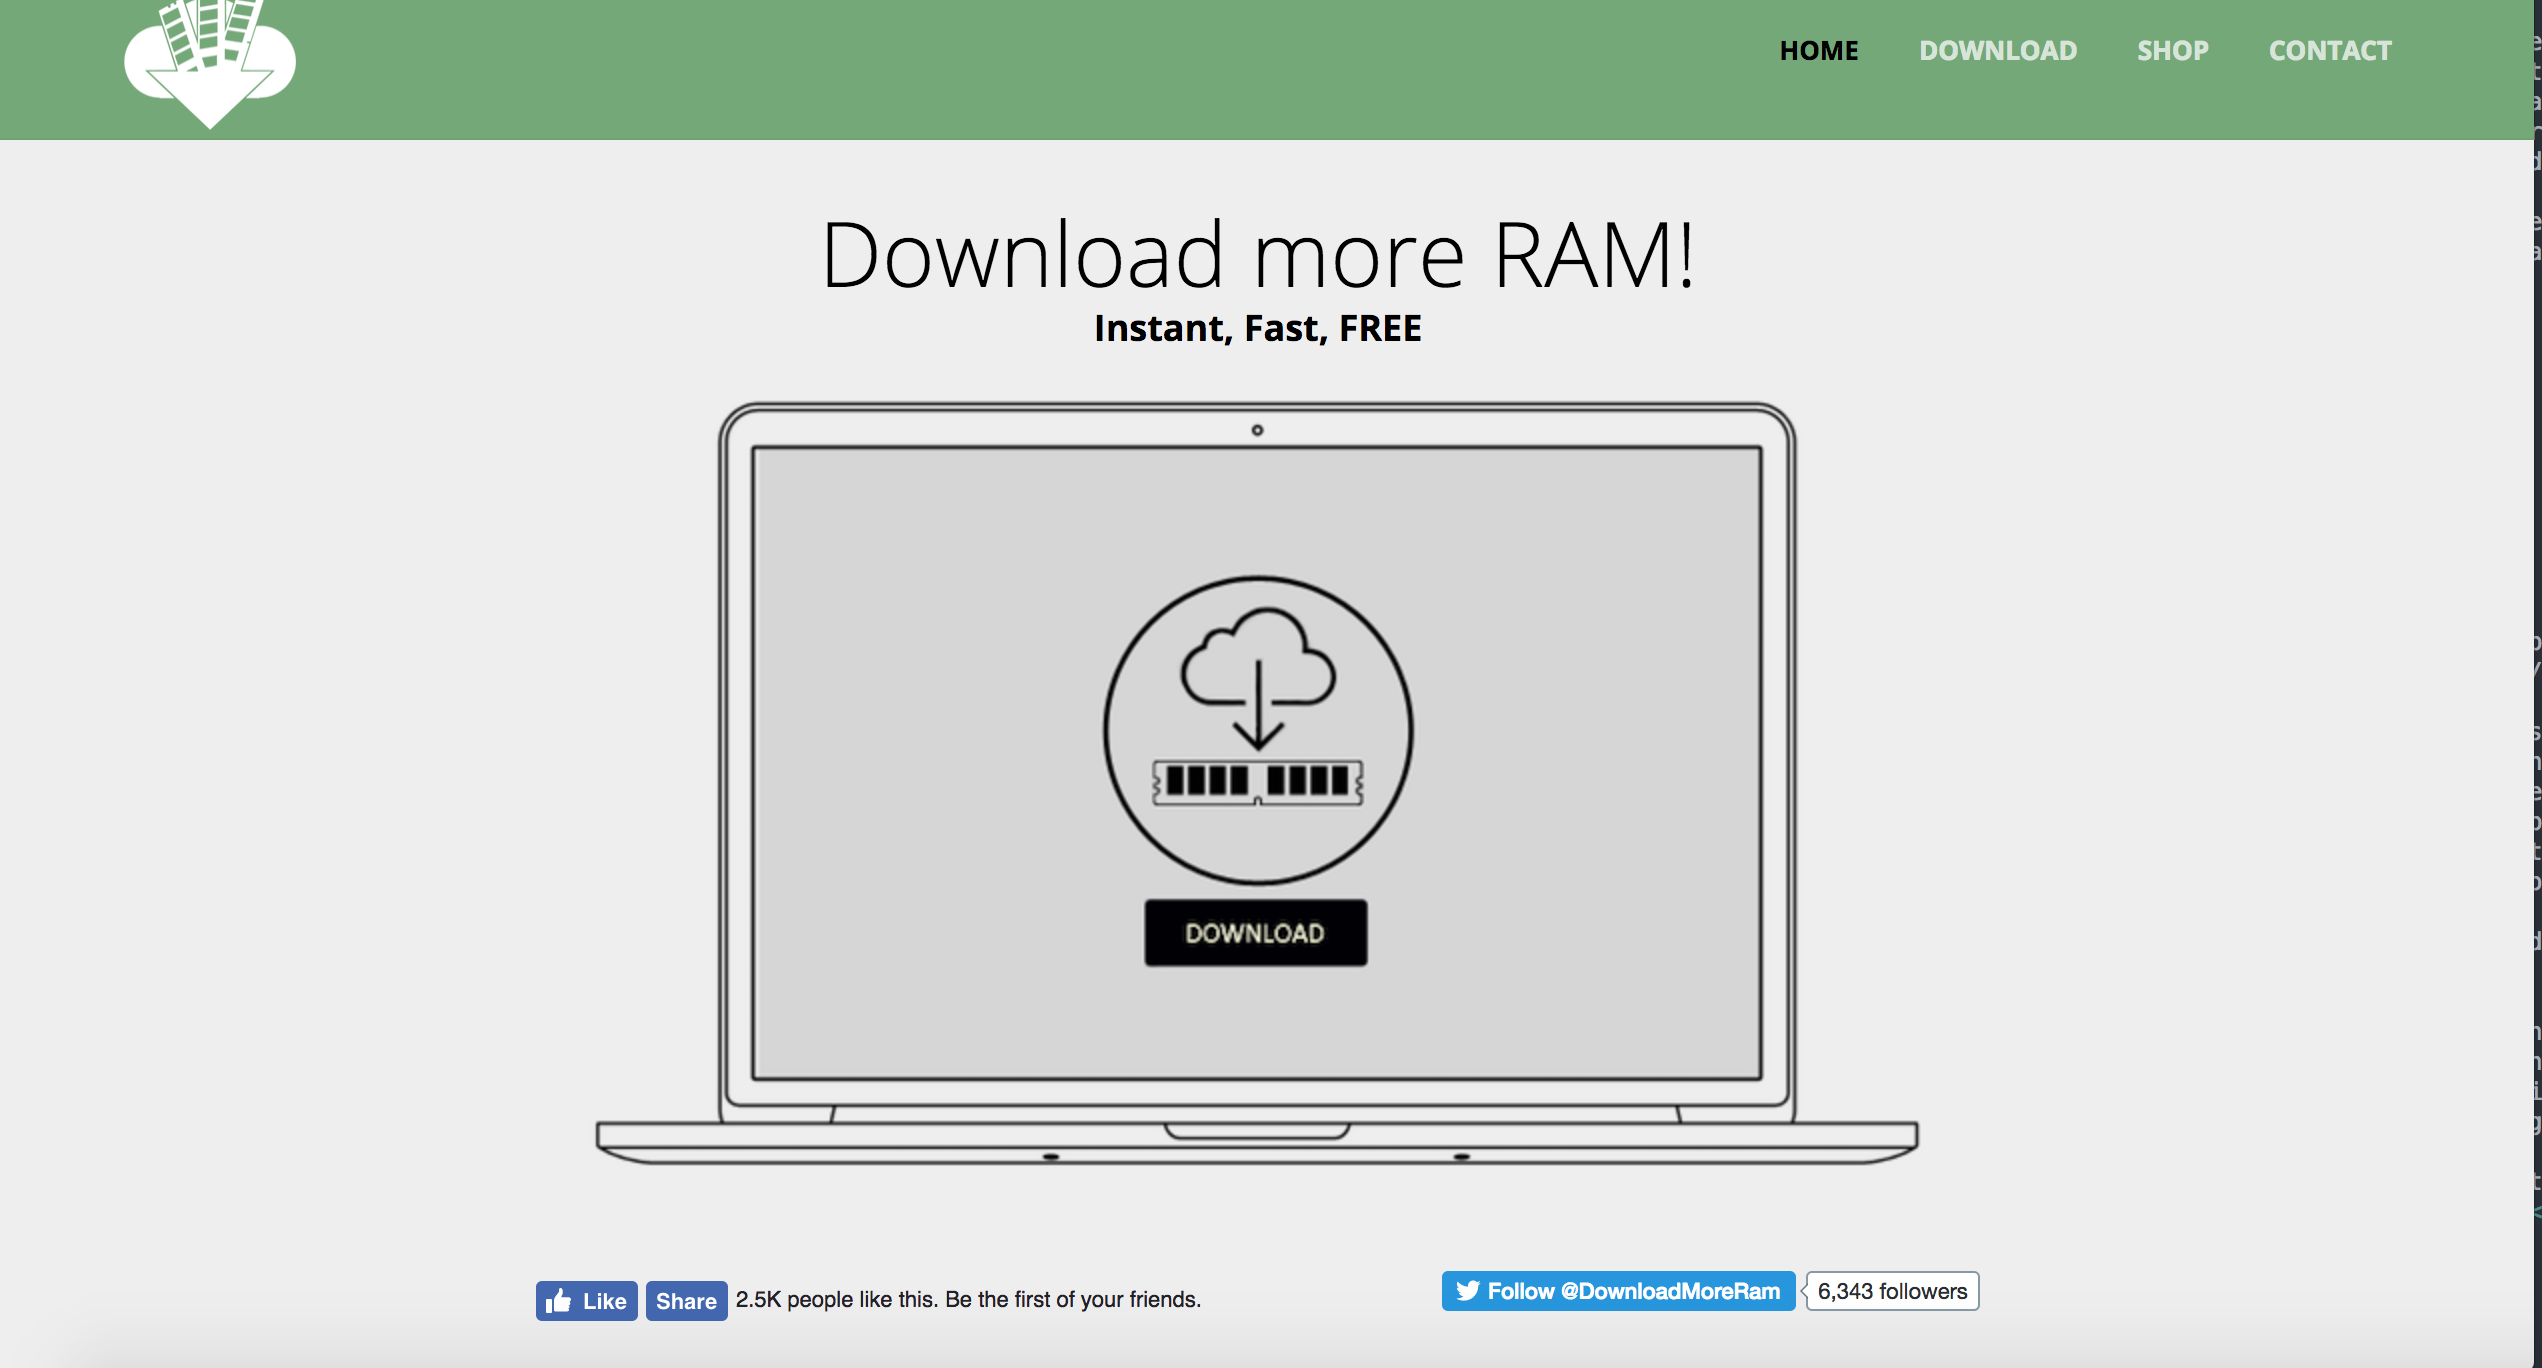 HOME DOWNLOAD SHOP CONTACT
Download more RAM!
Instant, Fast, FREE
DOWNLOAD
Like Share 2.5K people like this. Be the first of your friends.
Follow @DownloadMoreRam 6,343 followers